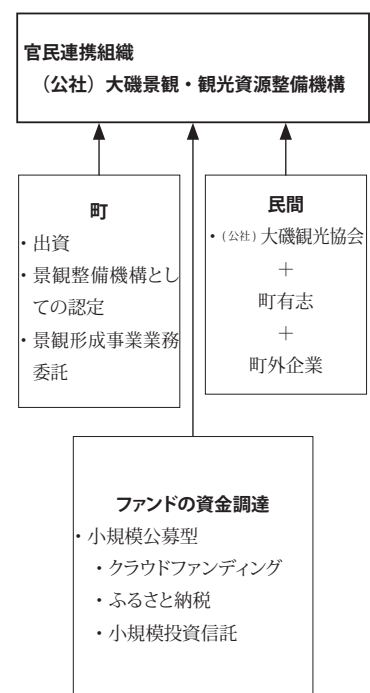 官民連携組織
（公社）大磯景観・観光資源整備機構
町
・出資
・景観整備機構とし
ての認定
・景観形成事業業務
委託
民間
・（公社）大磯観光協会
＋
町有志
＋
町外企業
ファンドの資金調達
・小規模公募型
・クラウドファンディング
・ふるさと納税
・小規模投資信託